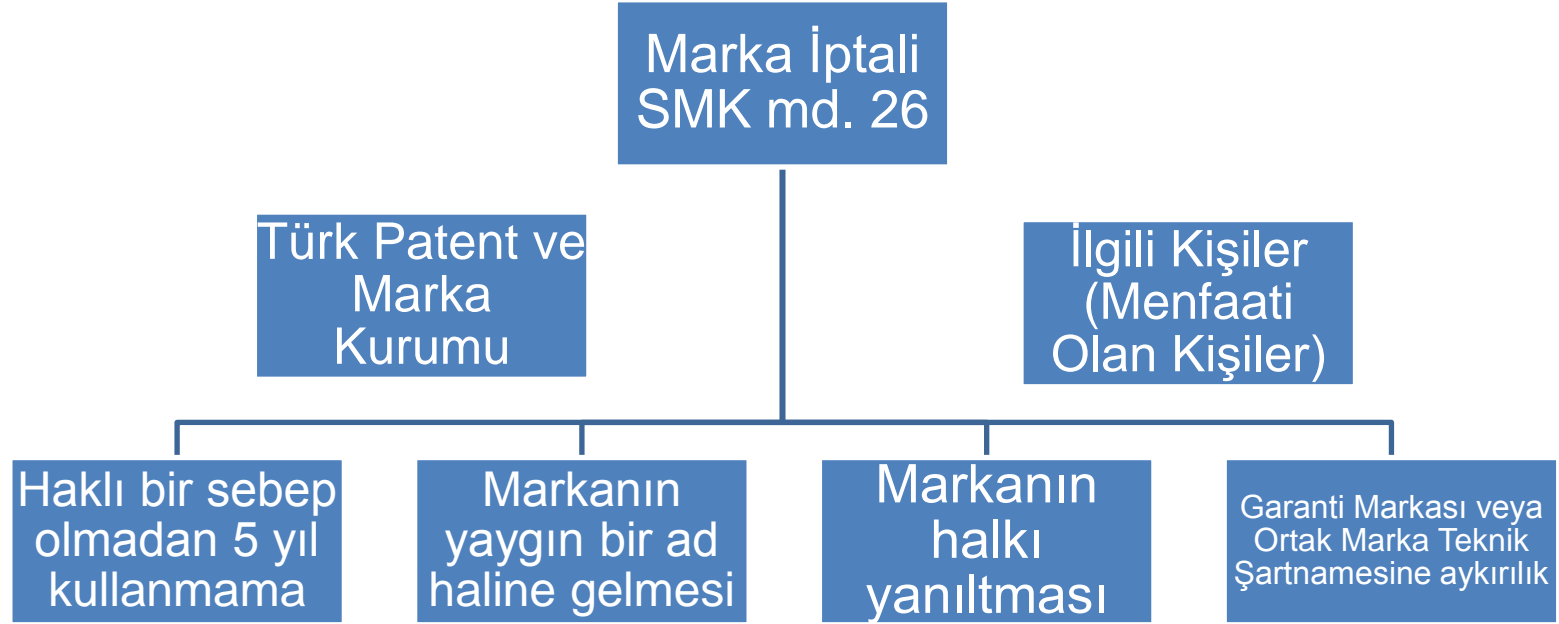 Marka İptali
SMK md. 26
Türk Patent ve
Marka
Kurumu
İlgili Kişiler
(Menfaati
Olan Kişiler)
Haklı bir sebep
olmadan 5 yıl
kullanmama
Markanın
yaygın bir ad
haline gelmesi
Markanın
halkı
yanıltması
Garanti Markası veya
Ortak Marka Teknik
Şartnamesine aykırılık